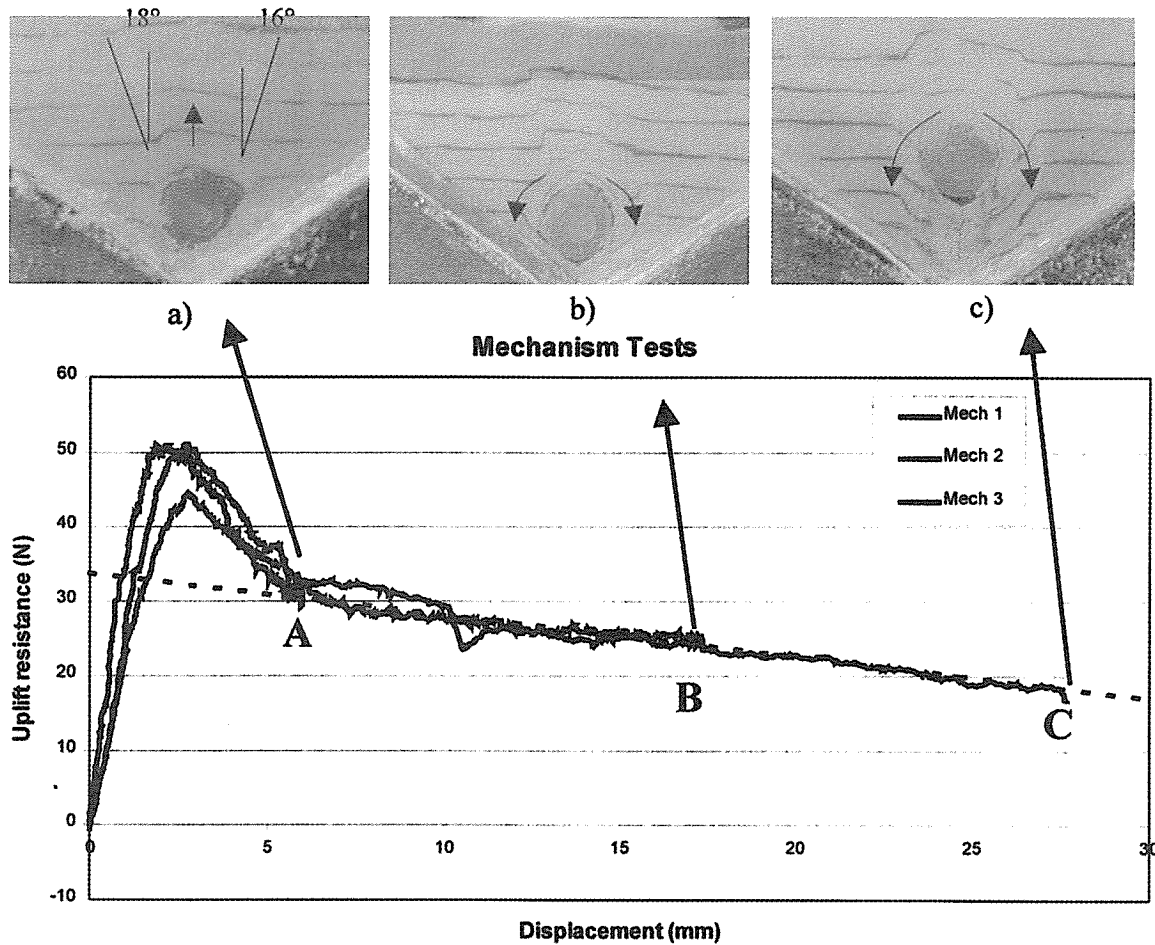 18° 16°
a) b) c)
Mechanism Tests
60
50
40
30
20
10
0
-10
Uplift resistance (N)
Mech 1
Mech 2
Mech 3
A
B
C
0 5 10 15 20 25 30
Displacement (mm)